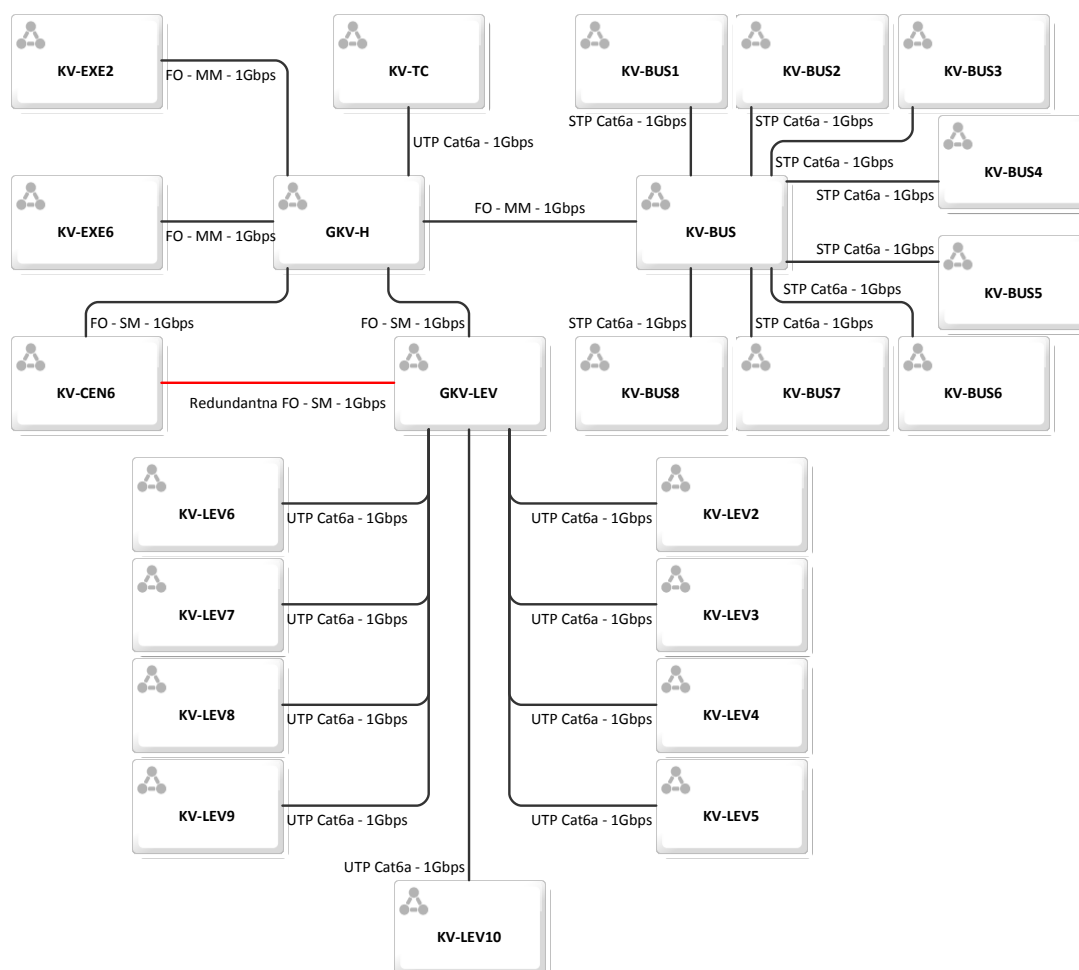 KV-EXE2
FO - MM - 1Gbps
KV-TC
UTP Cat6a - 1Gbps
KV-BUS1
STP Cat6a - 1Gbps
KV-BUS2
STP Cat6a - 1Gbps
KV-BUS3
STP Cat6a - 1Gbps
KV-BUS4
STP Cat6a - 1Gbps
KV-EXE6
FO - MM - 1Gbps
GKV-H
FO - MM - 1Gbps
KV-BUS
STP Cat6a - 1Gbps
KV-BUS5
STP Cat6a - 1Gbps
FO - SM - 1Gbps
FO - SM - 1Gbps
STP Cat6a - 1Gbps
STP Cat6a - 1Gbps
KV-CEN6
Redundantna FO - SM - 1Gbps
GKV-LEV
KV-BUS8
KV-BUS7
KV-BUS6
KV-LEV6
UTP Cat6a - 1Gbps
UTP Cat6a - 1Gbps
KV-LEV2
KV-LEV7
UTP Cat6a - 1Gbps
UTP Cat6a - 1Gbps
KV-LEV3
KV-LEV8
UTP Cat6a - 1Gbps
UTP Cat6a - 1Gbps
KV-LEV4
KV-LEV9
UTP Cat6a - 1Gbps
UTP Cat6a - 1Gbps
KV-LEV5
UTP Cat6a - 1Gbps
KV-LEV10